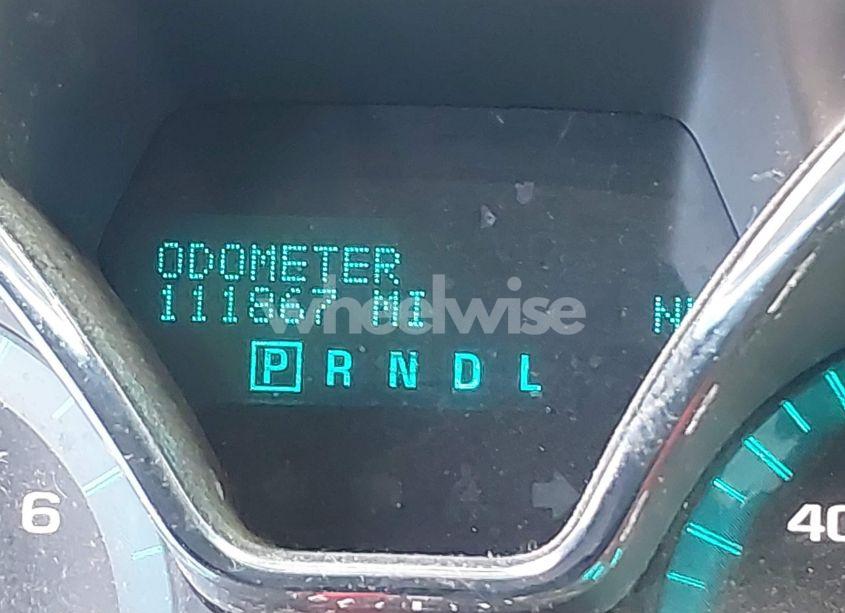 ODOMETER
111867 MI
P R N D L
6
40
wheelwise